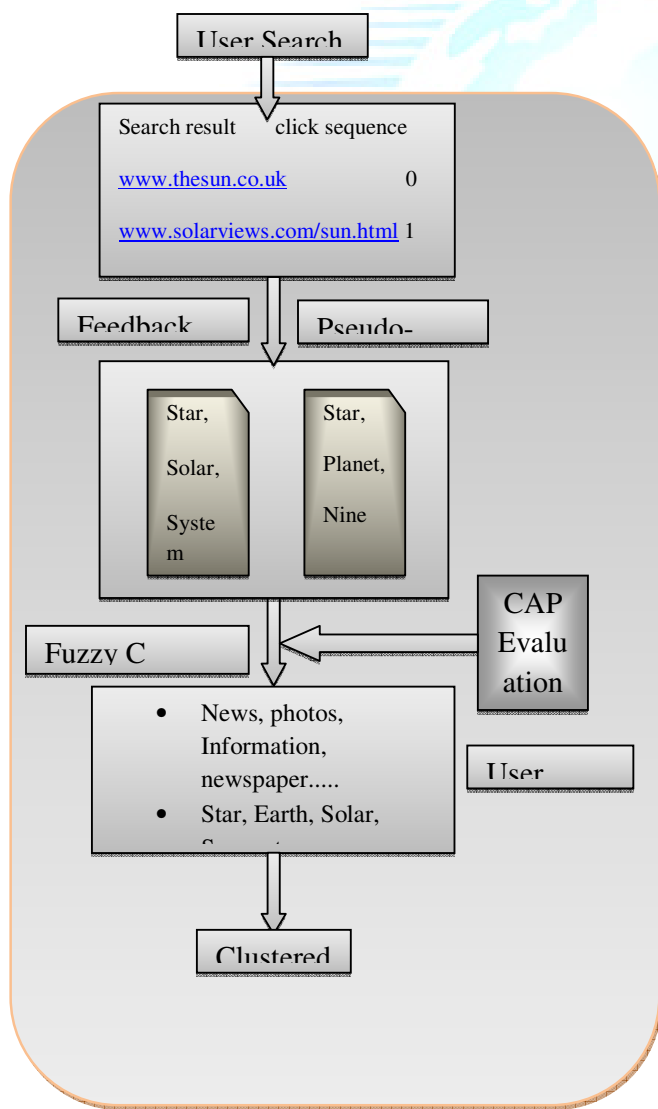 User Search
Search result click sequence
www.thesun.co.uk 0
www.solarviews.com/sun.html 1
Feedback
Pseudo-
Star,
Solar,
Syste
m
Star,
Planet,
Nine
CAP
Evalu
ation
Fuzzy C
• News, photos,
Information,
newspaper.....
• Star, Earth, Solar,
User
Clustered